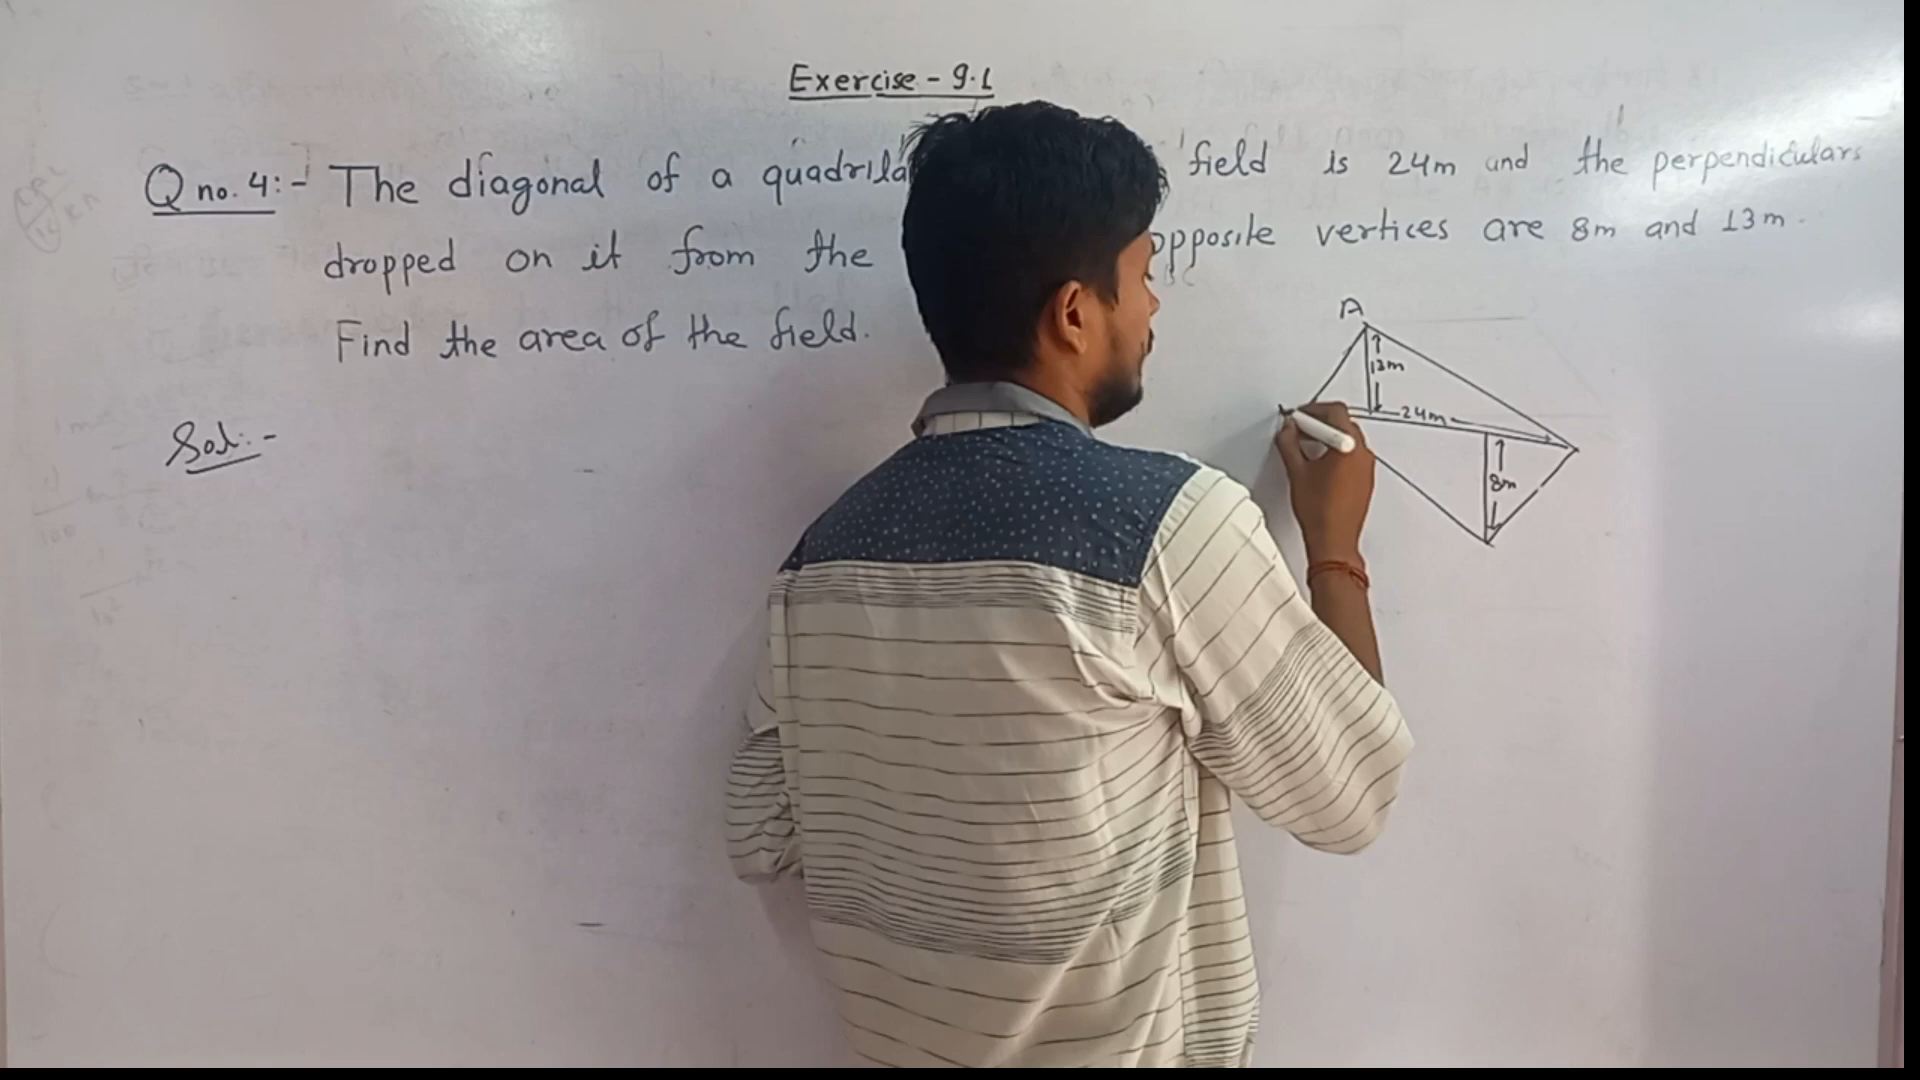 Exercise - 9.1
Q no. 4:- The diagonal of a field is 24m and the perpendiculars
dropped on it from the opposite vertices are 8m and 13m.
Find the area of the field.
A
13m
24m
Sol:-
8m